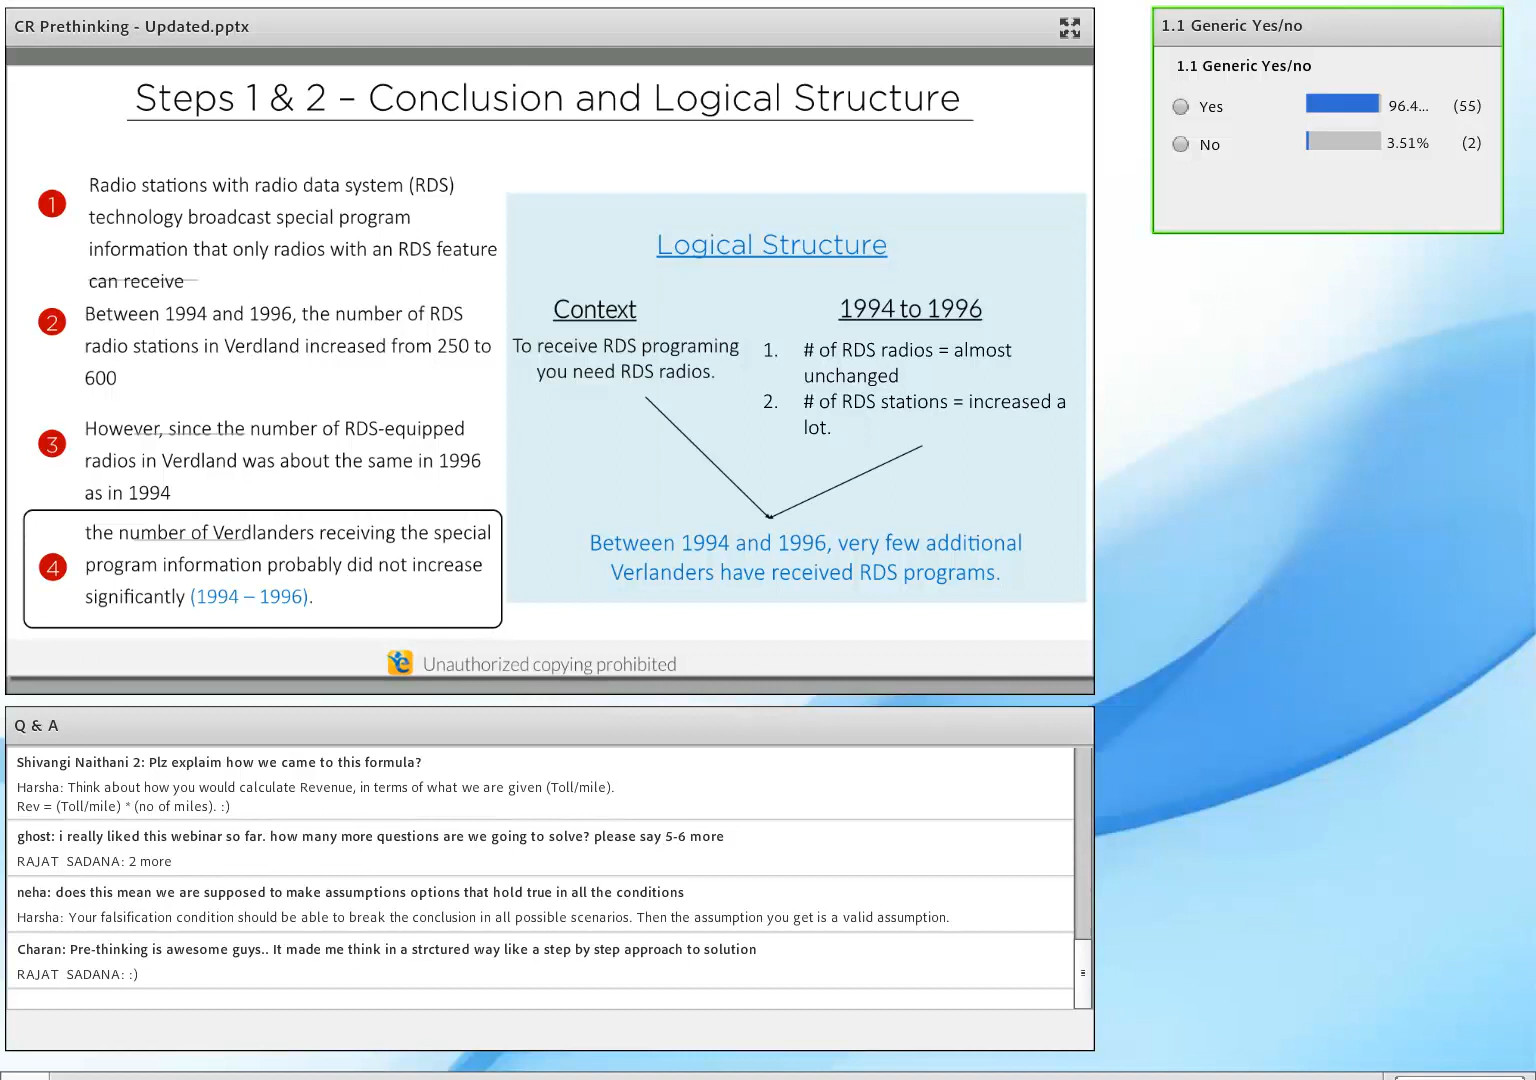 CR Prethinking - Updated.pptx
Steps 1 & 2 – Conclusion and Logical Structure
1
Radio stations with radio data system (RDS)
technology broadcast special program
information that only radios with an RDS feature
can receive
2
Between 1994 and 1996, the number of RDS
radio stations in Verdland increased from 250 to
600
3
However, since the number of RDS-equipped
radios in Verdland was about the same in 1996
as in 1994
4
the number of Verdlanders receiving the special
program information probably did not increase
significantly (1994 – 1996).
Logical Structure
Context
To receive RDS programing
you need RDS radios.
1994 to 1996
1. # of RDS radios = almost
unchanged
2. # of RDS stations = increased a
lot.
Between 1994 and 1996, very few additional
Verlanders have received RDS programs.
Unauthorized copying prohibited
1.1 Generic Yes/no
1.1 Generic Yes/no
Yes 96.4... (55)
No 3.51% (2)
Q & A
Shivangi Naithani 2: Plz explaim how we came to this formula?
Harsha: Think about how you would calculate Revenue, in terms of what we are given (Toll/mile).
Rev = (Toll/mile) * (no of miles). :)
ghost: i really liked this webinar so far. how many more questions are we going to solve? please say 5-6 more
RAJAT SADANA: 2 more
neha: does this mean we are supposed to make assumptions options that hold true in all the conditions
Harsha: Your falsification condition should be able to break the conclusion in all possible scenarios. Then the assumption you get is a valid assumption.
Charan: Pre-thinking is awesome guys.. It made me think in a strctured way like a step by step approach to solution
RAJAT SADANA: :)